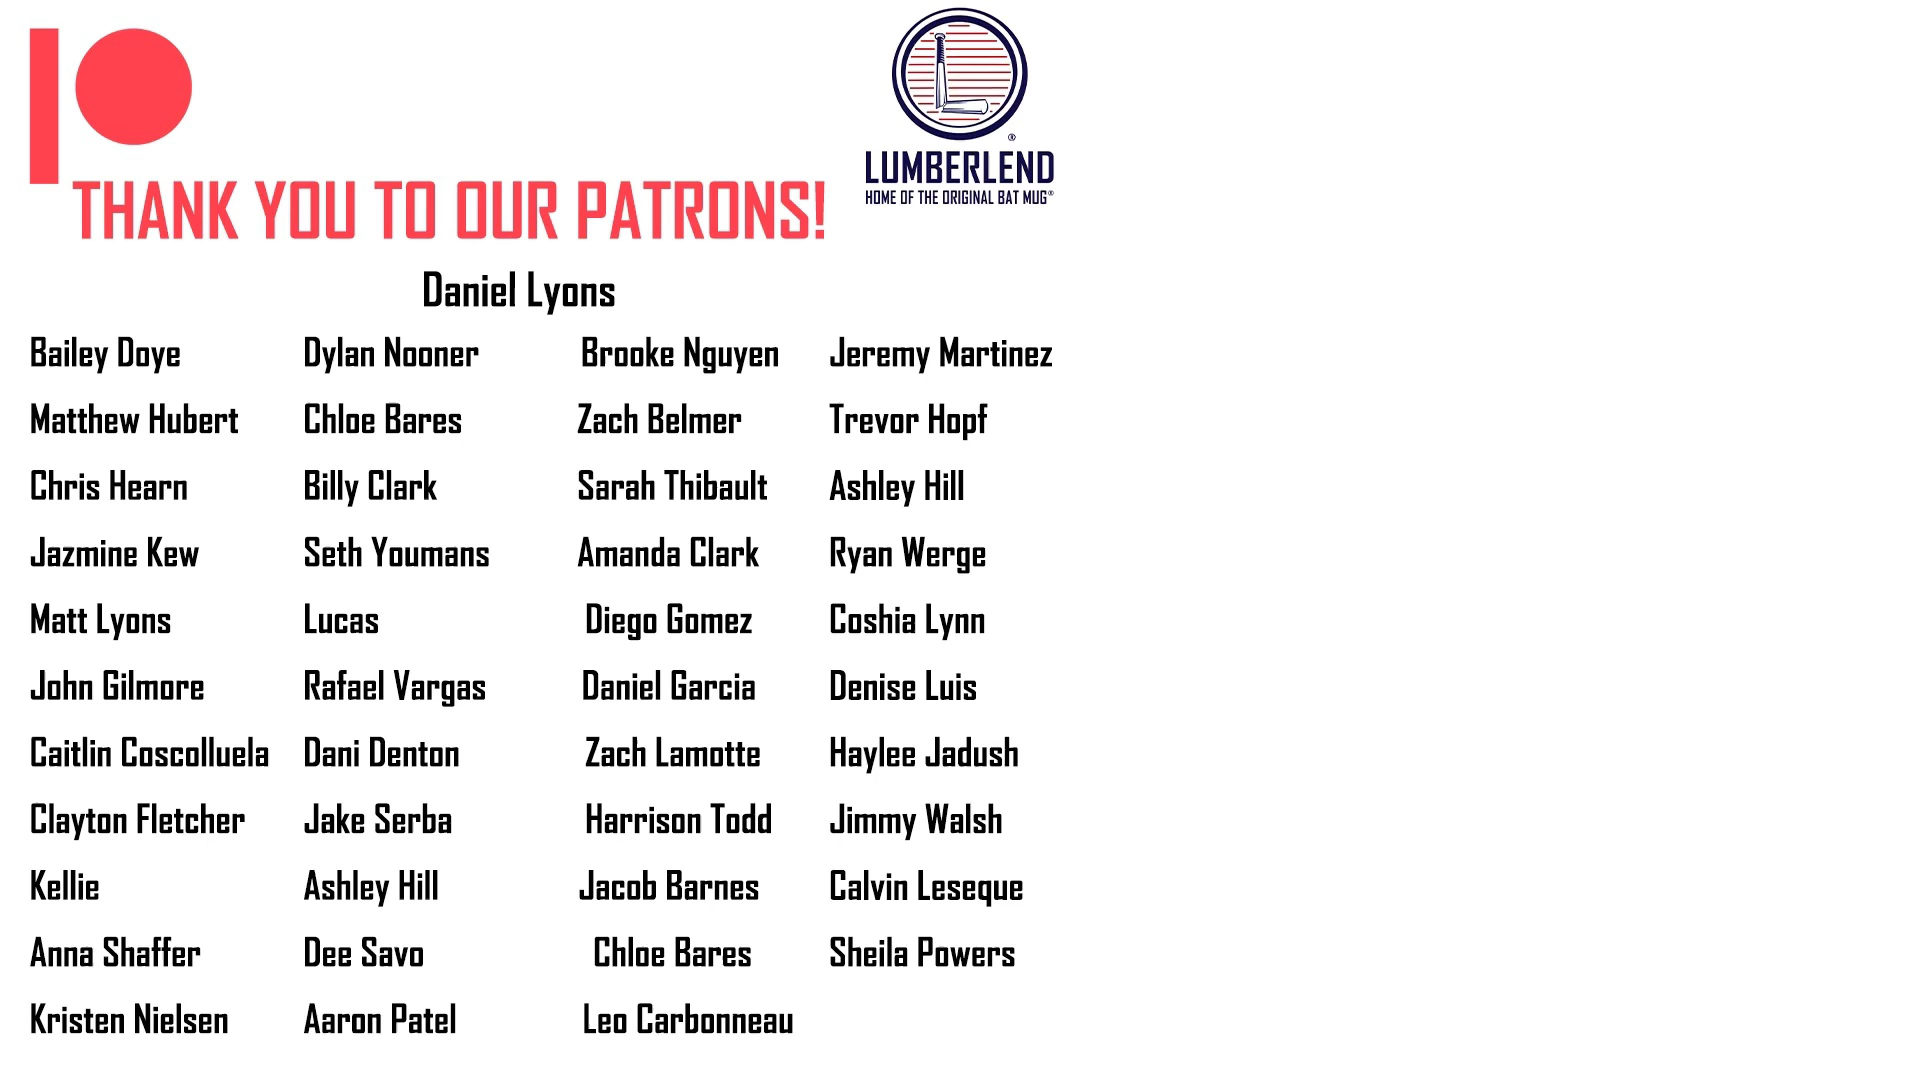 LUMBERLEND
HOME OF THE ORIGINAL BAT MUG®
THANK YOU TO OUR PATRONS!
Daniel Lyons
Bailey Doye Dylan Nooner Brooke Nguyen Jeremy Martinez
Matthew Hubert Chloe Bares Zach Belmer Trevor Hopf
Chris Hearn Billy Clark Sarah Thibault Ashley Hill
Jazmine Kew Seth Youmans Amanda Clark Ryan Werge
Matt Lyons Lucas Diego Gomez Coshia Lynn
John Gilmore Rafael Vargas Daniel Garcia Denise Luis
Caitlin Coscolluela Dani Denton Zach Lamotte Haylee Jadush
Clayton Fletcher Jake Serba Harrison Todd Jimmy Walsh
Kellie Ashley Hill Jacob Barnes Calvin Leseque
Anna Shaffer Dee Savo Chloe Bares Sheila Powers
Kristen Nielsen Aaron Patel Leo Carbonneau